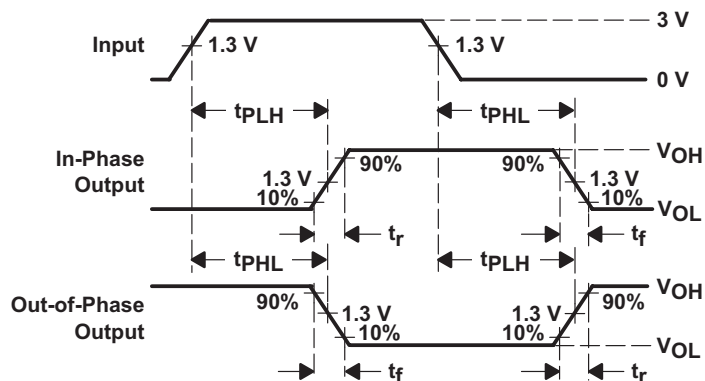 3 V
Input
1.3 V
1.3 V
0 V
tPLH
tPHL
In-Phase
Output
90%
90%
VOH
1.3 V
1.3 V
10%
10%
VOL
tr
tf
tPHL
tPLH
Out-of-Phase
Output
90%
90%
VOH
1.3 V
1.3 V
10%
10%
VOL
tf
tr